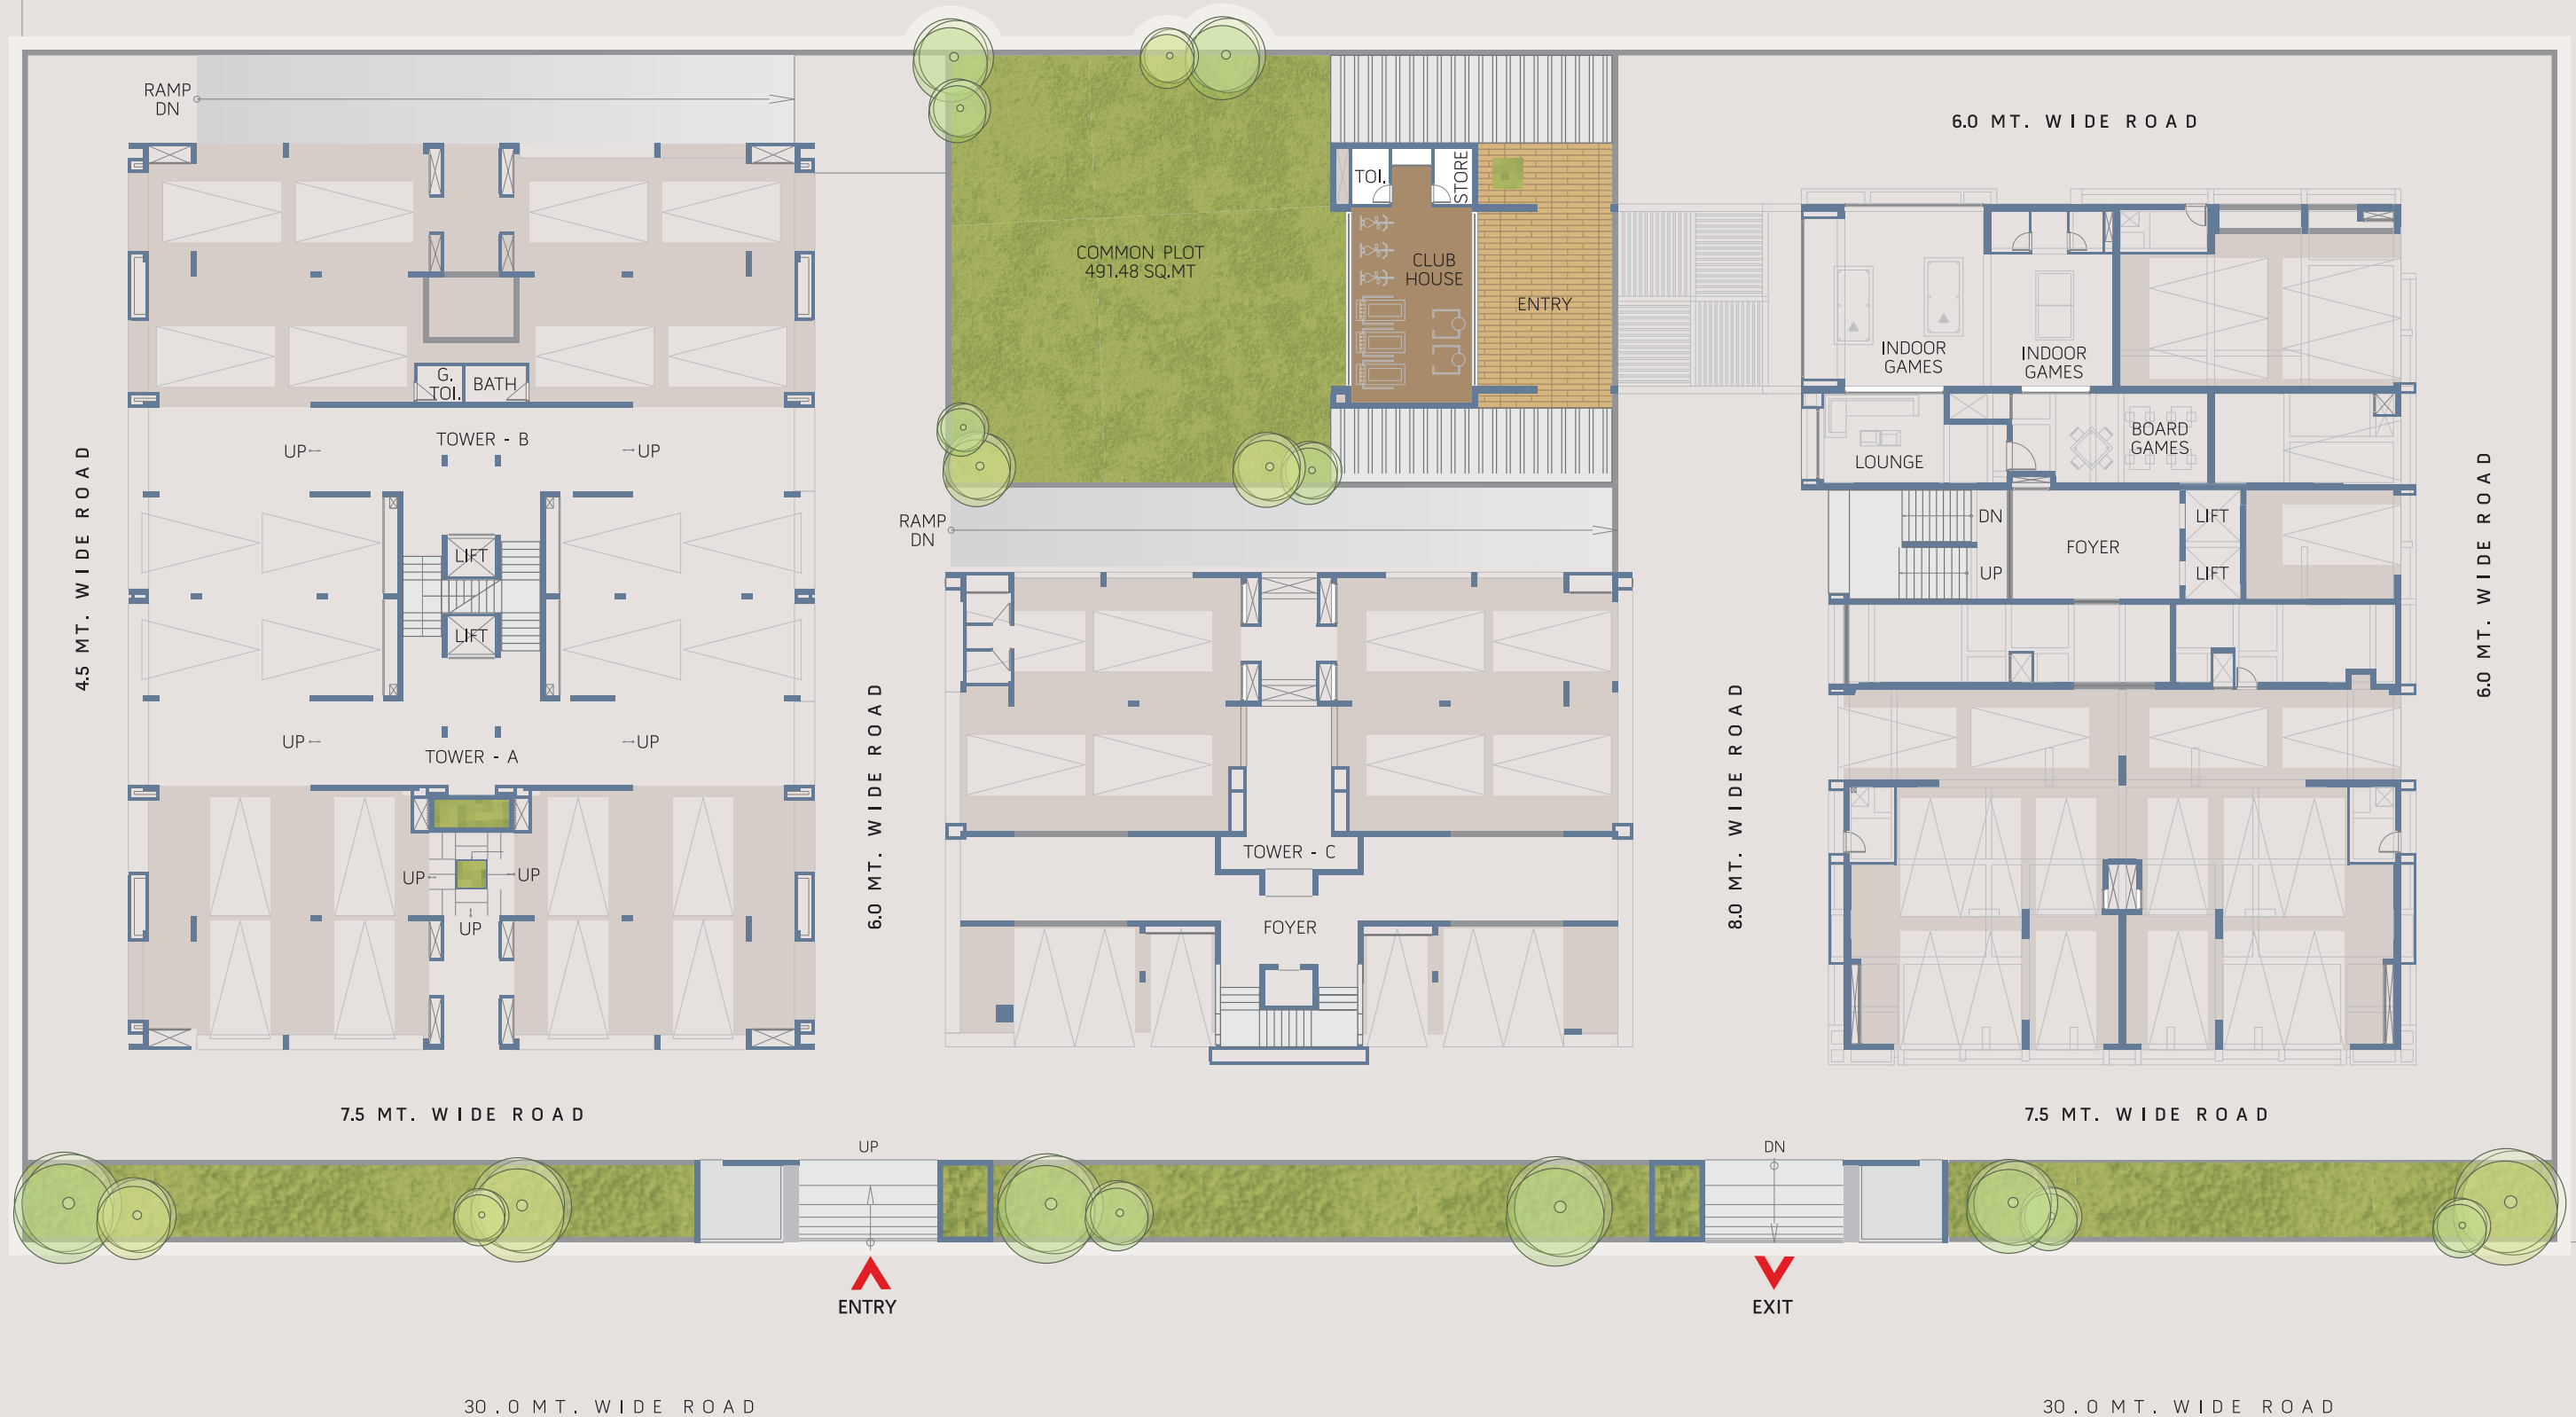 RAMP
DN
6.0 MT. WIDE ROAD
TOI.
STORE
COMMON PLOT
491.48 SQ.MT
CLUB
HOUSE
ENTRY
INDOOR
GAMES
INDOOR
GAMES
G.
TOI.
BATH
TOWER - B
UP
UP
BOARD
GAMES
LOUNGE
4.5 MT. WIDE ROAD
RAMP
DN
DN
LIFT
FOYER
UP
LIFT
6.0 MT. WIDE ROAD
LIFT
LIFT
UP
UP
TOWER - A
6.0 MT. WIDE ROAD
8.0 MT. WIDE ROAD
TOWER - C
UP
UP
UP
FOYER
7.5 MT. WIDE ROAD
7.5 MT. WIDE ROAD
UP
DN
ENTRY
EXIT
30.0 MT. WIDE ROAD
30.0 MT. WIDE ROAD